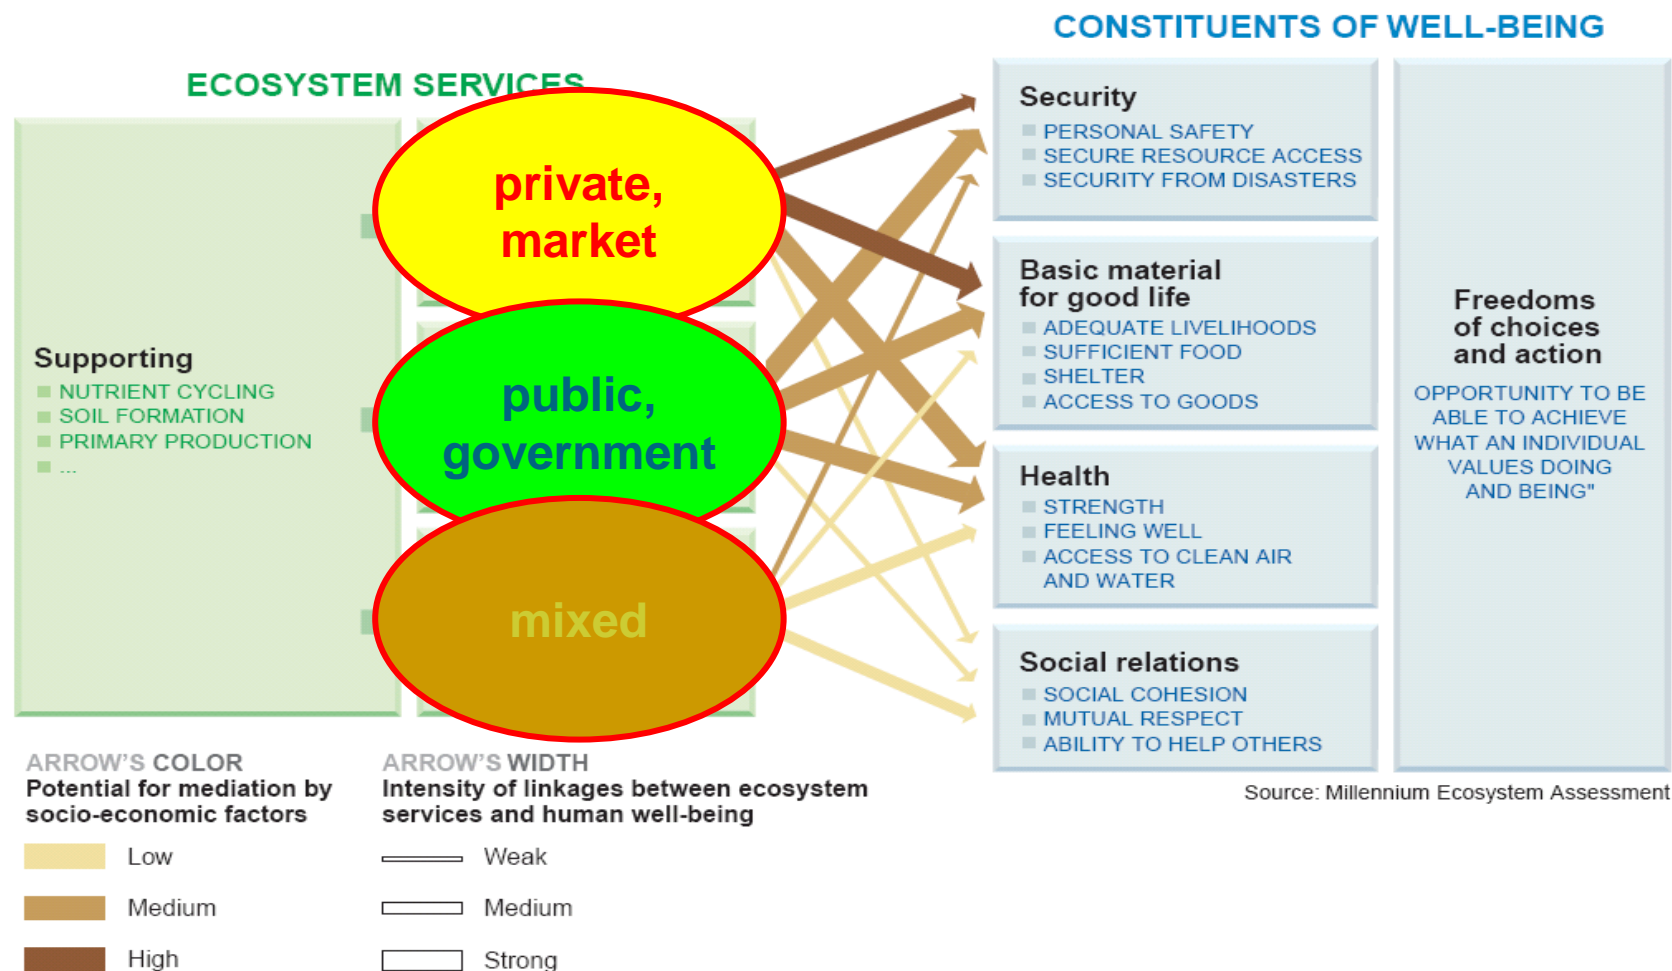 CONSTITUENTS OF WELL-BEING
ECOSYSTEM SERVICES
Supporting
NUTRIENT CYCLING
SOIL FORMATION
PRIMARY PRODUCTION
...
private,
market
public,
government
mixed
Security
PERSONAL SAFETY
SECURE RESOURCE ACCESS
SECURITY FROM DISASTERS
Basic material
for good life
ADEQUATE LIVELIHOODS
SUFFICIENT FOOD
SHELTER
ACCESS TO GOODS
Health
STRENGTH
FEELING WELL
ACCESS TO CLEAN AIR
AND WATER
Social relations
SOCIAL COHESION
MUTUAL RESPECT
ABILITY TO HELP OTHERS
Freedoms
of choices
and action
OPPORTUNITY TO BE
ABLE TO ACHIEVE
WHAT AN INDIVIDUAL
VALUES DOING
AND BEING"
Source: Millennium Ecosystem Assessment
ARROW'S COLOR
Potential for mediation by
socio-economic factors
Low
Medium
High
ARROW'S WIDTH
Intensity of linkages between ecosystem
services and human well-being
Weak
Medium
Strong